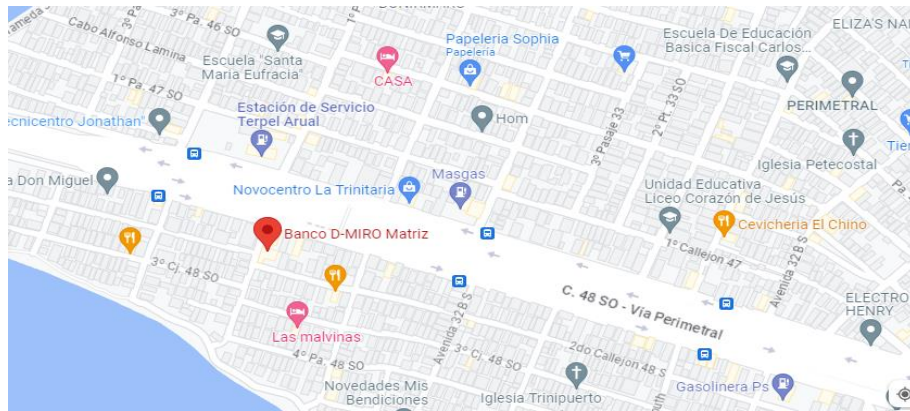 3° Pa. 46 SO
ELIZA'S NA
Cabo Alfonso Lamina
Escuela "Santa
Maria Eufracia"
Papeleria Sophia
Papelería
Escuela De Educación
Basica Fiscal Carlos...
CASA
1° Pa. 47 SO
Estación de Servicio
Terpel Arual
Hom
3° Pasaje 33
2° Pt. 33 SO
PERIMETRAL
ecnicentro Jonathan"
Tier
Iglesia Petecostal
a Don Miguel
Novocentro La Trinitaria
Masgas
Unidad Educativa
Liceo Corazón de Jesús
Banco D-MIRO Matriz
Cevicheria El Chino
1° Callejon 47
Avenida 32 B S
3° Cj. 48 SO
C. 48 SO - Vía Perimetral
ELECTRO
HENRY
Las malvinas
Avenida 32 B S
4° Pa. 48 SO
3° Cj. 48 SO
2do Callejon 48 S
Novedades Mis
Bendiciones
Iglesia Trinipuerto
Gasolinera Ps